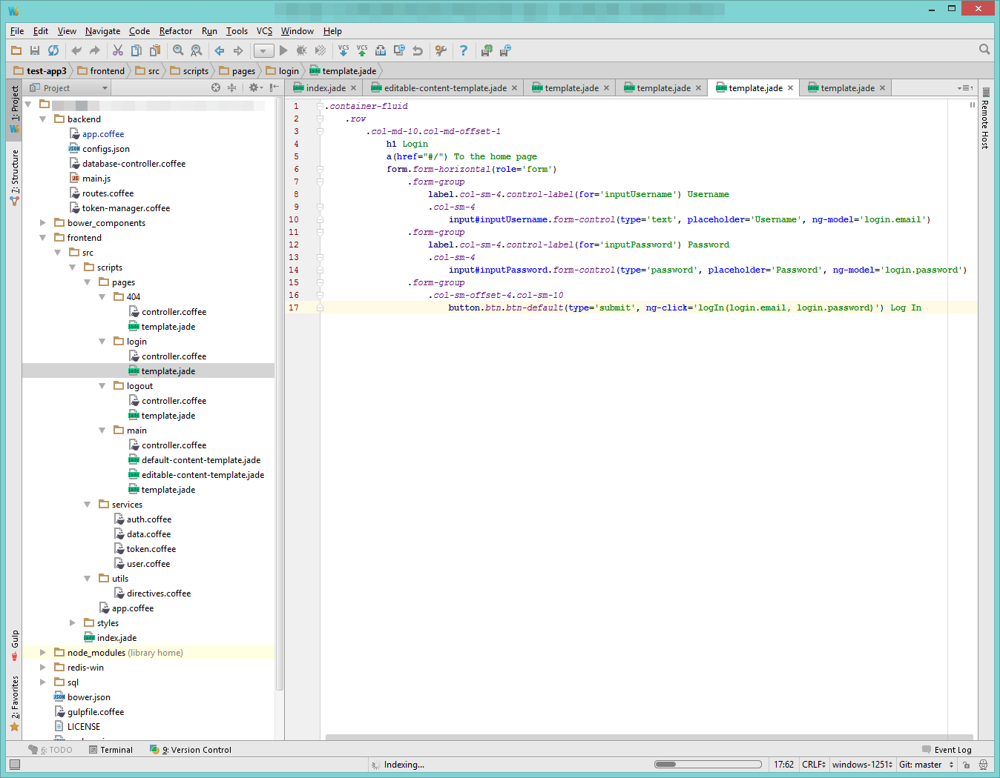 WS
File Edit View Navigate Code Refactor Run Tools VCS Window Help
VCS VCS
test-app3 frontend src scripts pages login template.jade
Project
index.jade editable-content-template.jade template.jade template.jade template.jade template.jade
1: Project
7: Structure
Gulp
2: Favorites
Remote Host
backend
app.coffee
configs.json
database-controller.coffee
main.js
routes.coffee
token-manager.coffee
bower_components
frontend
src
scripts
pages
404
controller.coffee
template.jade
login
controller.coffee
template.jade
logout
controller.coffee
template.jade
main
controller.coffee
default-content-template.jade
editable-content-template.jade
template.jade
services
auth.coffee
data.coffee
token.coffee
user.coffee
utils
directives.coffee
app.coffee
styles
index.jade
node_modules (library home)
redis-win
sql
bower.json
gulpfile.coffee
LICENSE
1 .container-fluid
2 .row
3 .col-md-10.col-md-offset-1
4 h1 Login
5 a(href="#/") To the home page
6 form.form-horizontal(role='form')
7 .form-group
8 label.col-sm-4.control-label(for='inputUsername') Username
9 .col-sm-4
10 input#inputUsername.form-control(type='text', placeholder='Username', ng-model='login.email')
11 .form-group
12 label.col-sm-4.control-label(for='inputPassword') Password
13 .col-sm-4
14 input#inputPassword.form-control(type='password', placeholder='Password', ng-model='login.password')
15 .form-group
16 .col-sm-offset-4.col-sm-10
17 button.btn.btn-default(type='submit', ng-click='logIn(login.email, login.password)') Log In
6: TODO Terminal 9: Version Control Event Log
Indexing... 17:62 CRLF windows-1251 Git: master